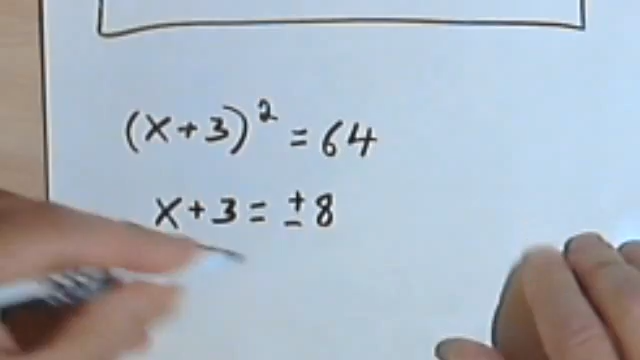 (x+3)² = 64
x+3 = ±8